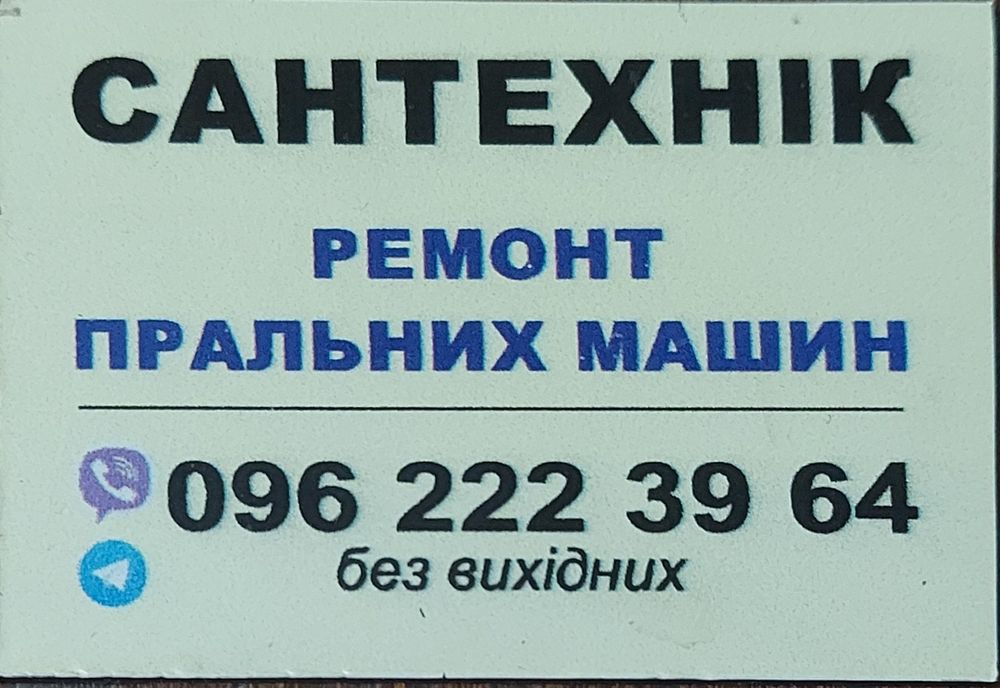 САНТЕХНІК
РЕМОНТ
ПРАЛЬНИХ МАШИН
096 222 39 64
без вихідних